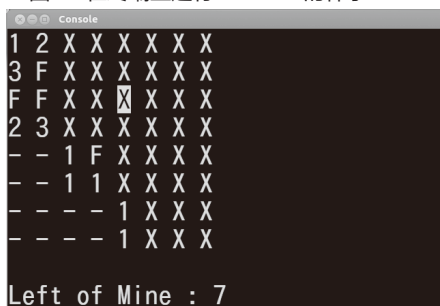 Console
1 2 X X X X X X
3 F X X X X X X
F F X X X X X X
2 3 X X X X X X
- - 1 F X X X X
- - 1 1 X X X X
- - - - 1 X X X
- - - - 1 X X X
Left of Mine : 7